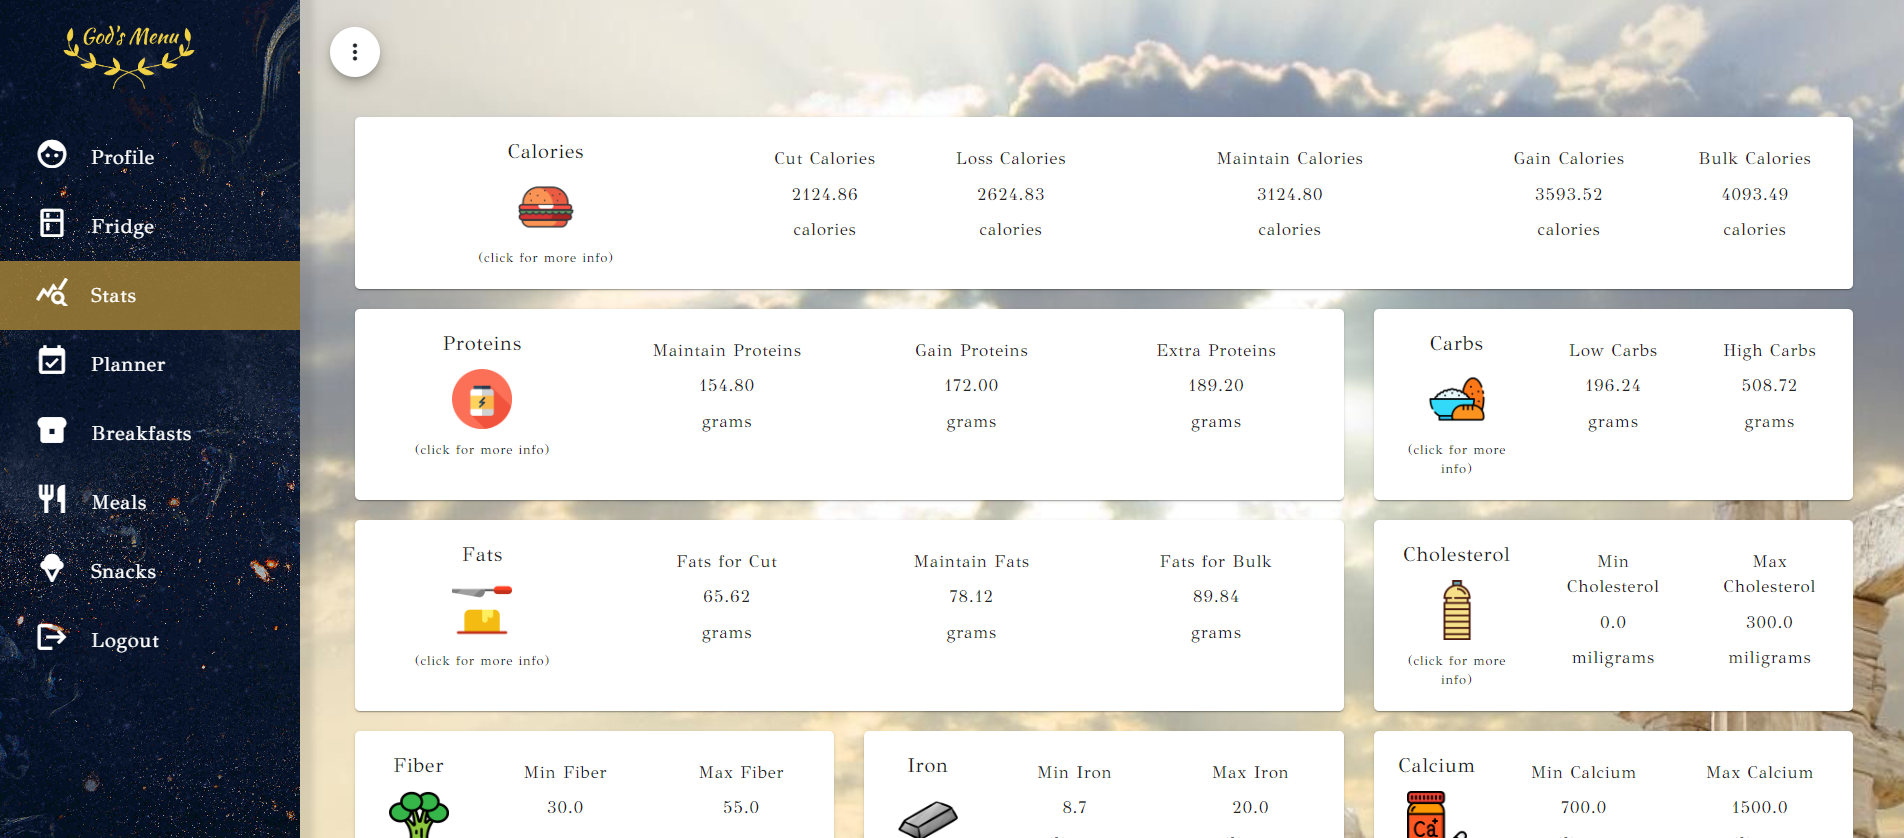 God's Menu
Profile
Fridge
Stats
Planner
Breakfasts
Meals
Snacks
Logout
Calories
(click for more info)
Cut Calories
2124.86
calories
Loss Calories
2624.83
calories
Maintain Calories
3124.80
calories
Gain Calories
3593.52
calories
Bulk Calories
4093.49
calories
Proteins
(click for more info)
Maintain Proteins
154.80
grams
Gain Proteins
172.00
grams
Extra Proteins
189.20
grams
Carbs
(click for more
info)
Low Carbs
196.24
grams
High Carbs
508.72
grams
Fats
(click for more info)
Fats for Cut
65.62
grams
Maintain Fats
78.12
grams
Fats for Bulk
89.84
grams
Cholesterol
(click for more
info)
Min
Cholesterol
0.0
miligrams
Max
Cholesterol
300.0
miligrams
Fiber
Min Fiber
30.0
Max Fiber
55.0
Iron
Min Iron
8.7
Max Iron
20.0
Calcium
Ca+
Min Calcium
700.0
Max Calcium
1500.0